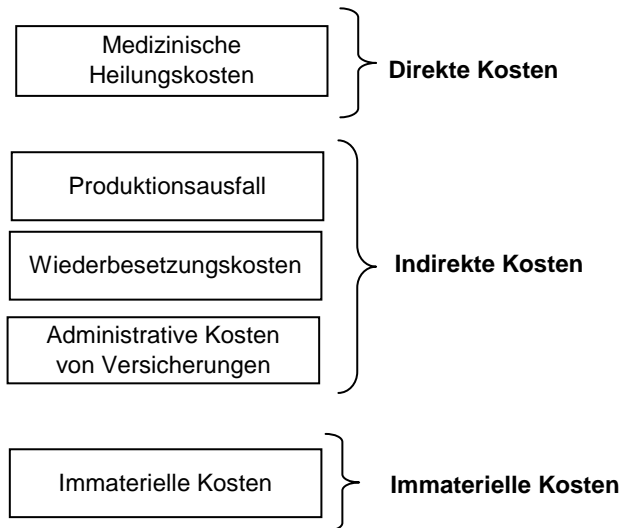 Medizinische
Heilungskosten
Direkte Kosten
Produktionsausfall
Wiederbesetzungskosten
Administrative Kosten
von Versicherungen
Indirekte Kosten
Immaterielle Kosten
Immaterielle Kosten